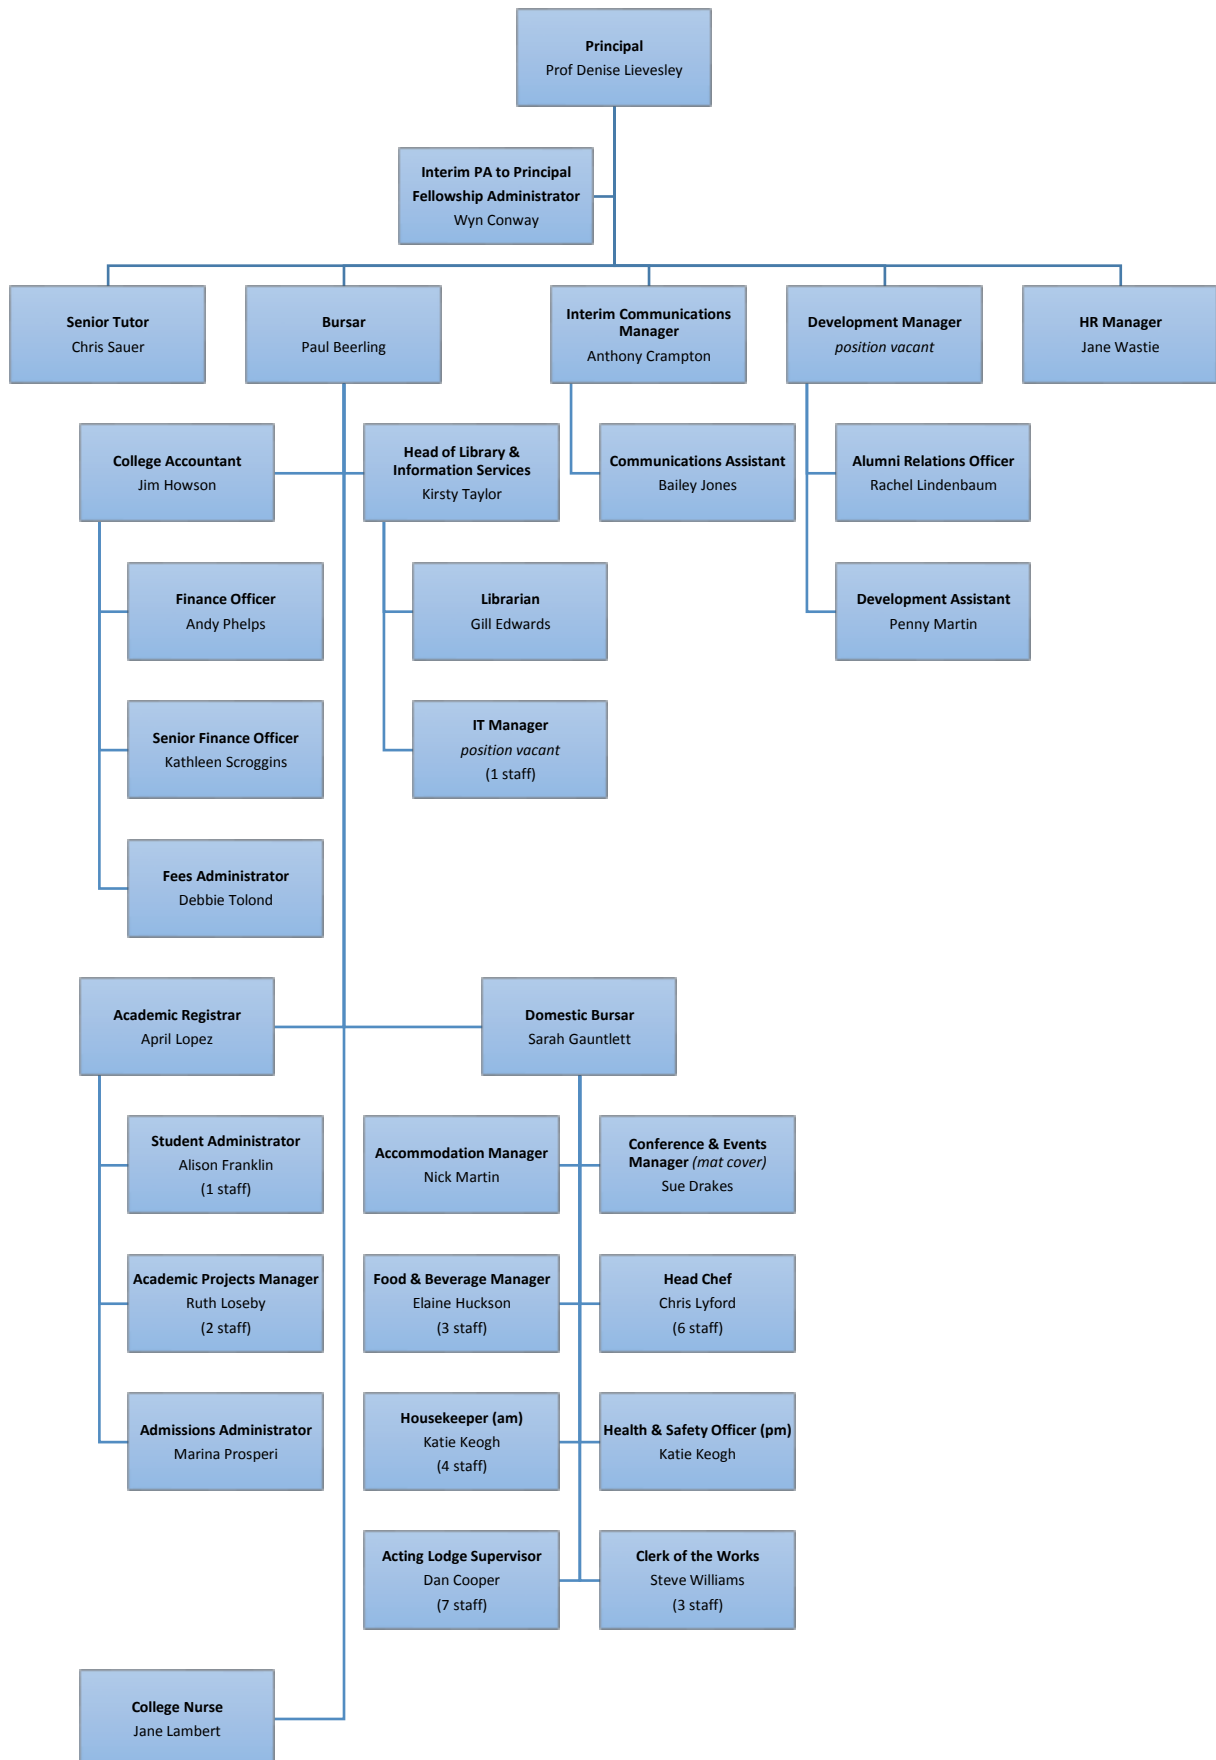 Principal
Prof Denise Lievesley
Interim PA to Principal
Fellowship Administrator
Wyn Conway
Senior Tutor
Chris Sauer
Bursar
Paul Beerling
Interim Communications
Manager
Anthony Crampton
Development Manager
position vacant
HR Manager
Jane Wastie
College Accountant
Jim Howson
Head of Library &
Information Services
Kirsty Taylor
Communications Assistant
Bailey Jones
Alumni Relations Officer
Rachel Lindenbaum
Finance Officer
Andy Phelps
Librarian
Gill Edwards
Development Assistant
Penny Martin
Senior Finance Officer
Kathleen Scroggins
IT Manager
position vacant
(1 staff)
Fees Administrator
Debbie Tolond
Academic Registrar
April Lopez
Domestic Bursar
Sarah Gauntlett
Student Administrator
Alison Franklin
(1 staff)
Accommodation Manager
Nick Martin
Conference & Events
Manager (mat cover)
Sue Drakes
Academic Projects Manager
Ruth Loseby
(2 staff)
Food & Beverage Manager
Elaine Huckson
(3 staff)
Head Chef
Chris Lyford
(6 staff)
Admissions Administrator
Marina Prosperi
Housekeeper (am)
Katie Keogh
(4 staff)
Health & Safety Officer (pm)
Katie Keogh
Acting Lodge Supervisor
Dan Cooper
(7 staff)
Clerk of the Works
Steve Williams
(3 staff)
College Nurse
Jane Lambert